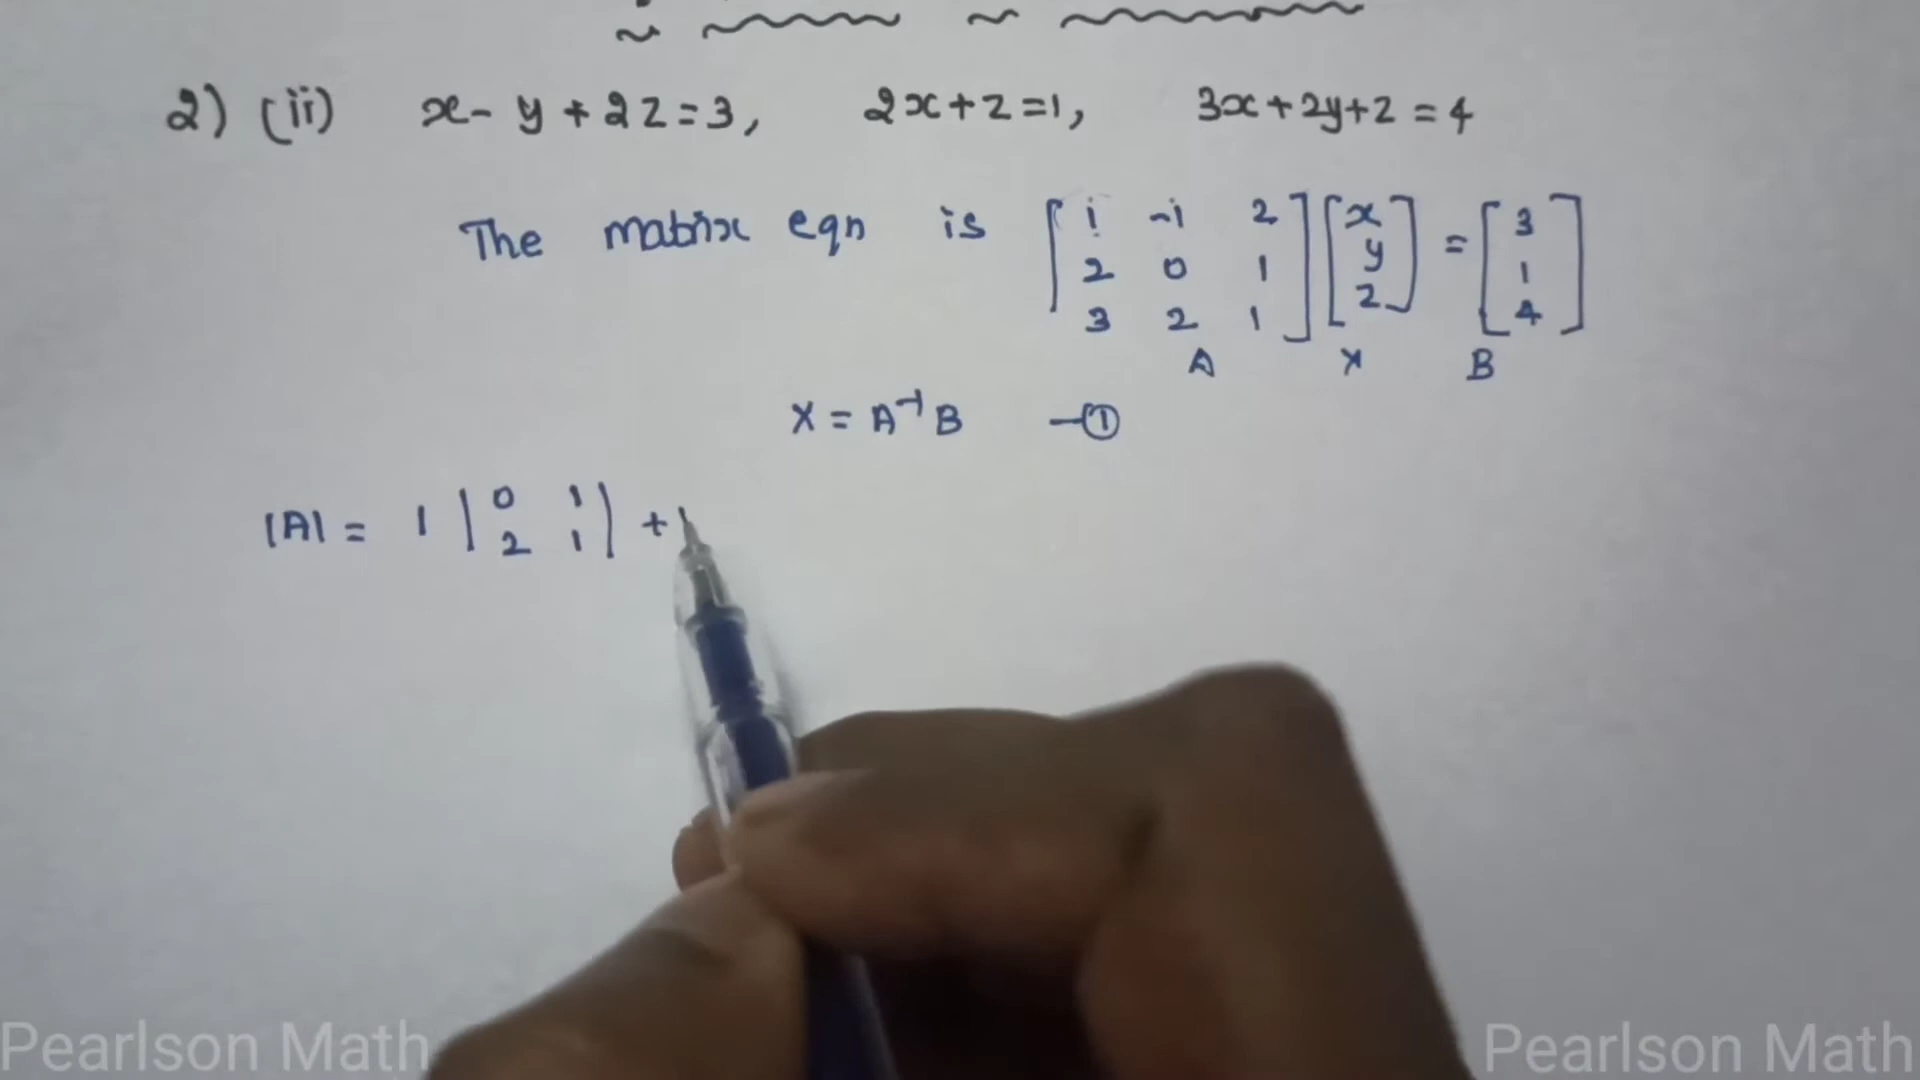 2) (ii) x - y + 2z = 3, 2x + z = 1, 3x + 2y + z = 4
The matrix eqn is [1 -1 2] [x] = [3]
[2 0 1] [y] [1]
[3 2 1] [z] [4]
A X B
X = A⁻¹B —①
|A| = 1 |0 1| + 1
|2 1|
Pearlson Math Pearlson Math